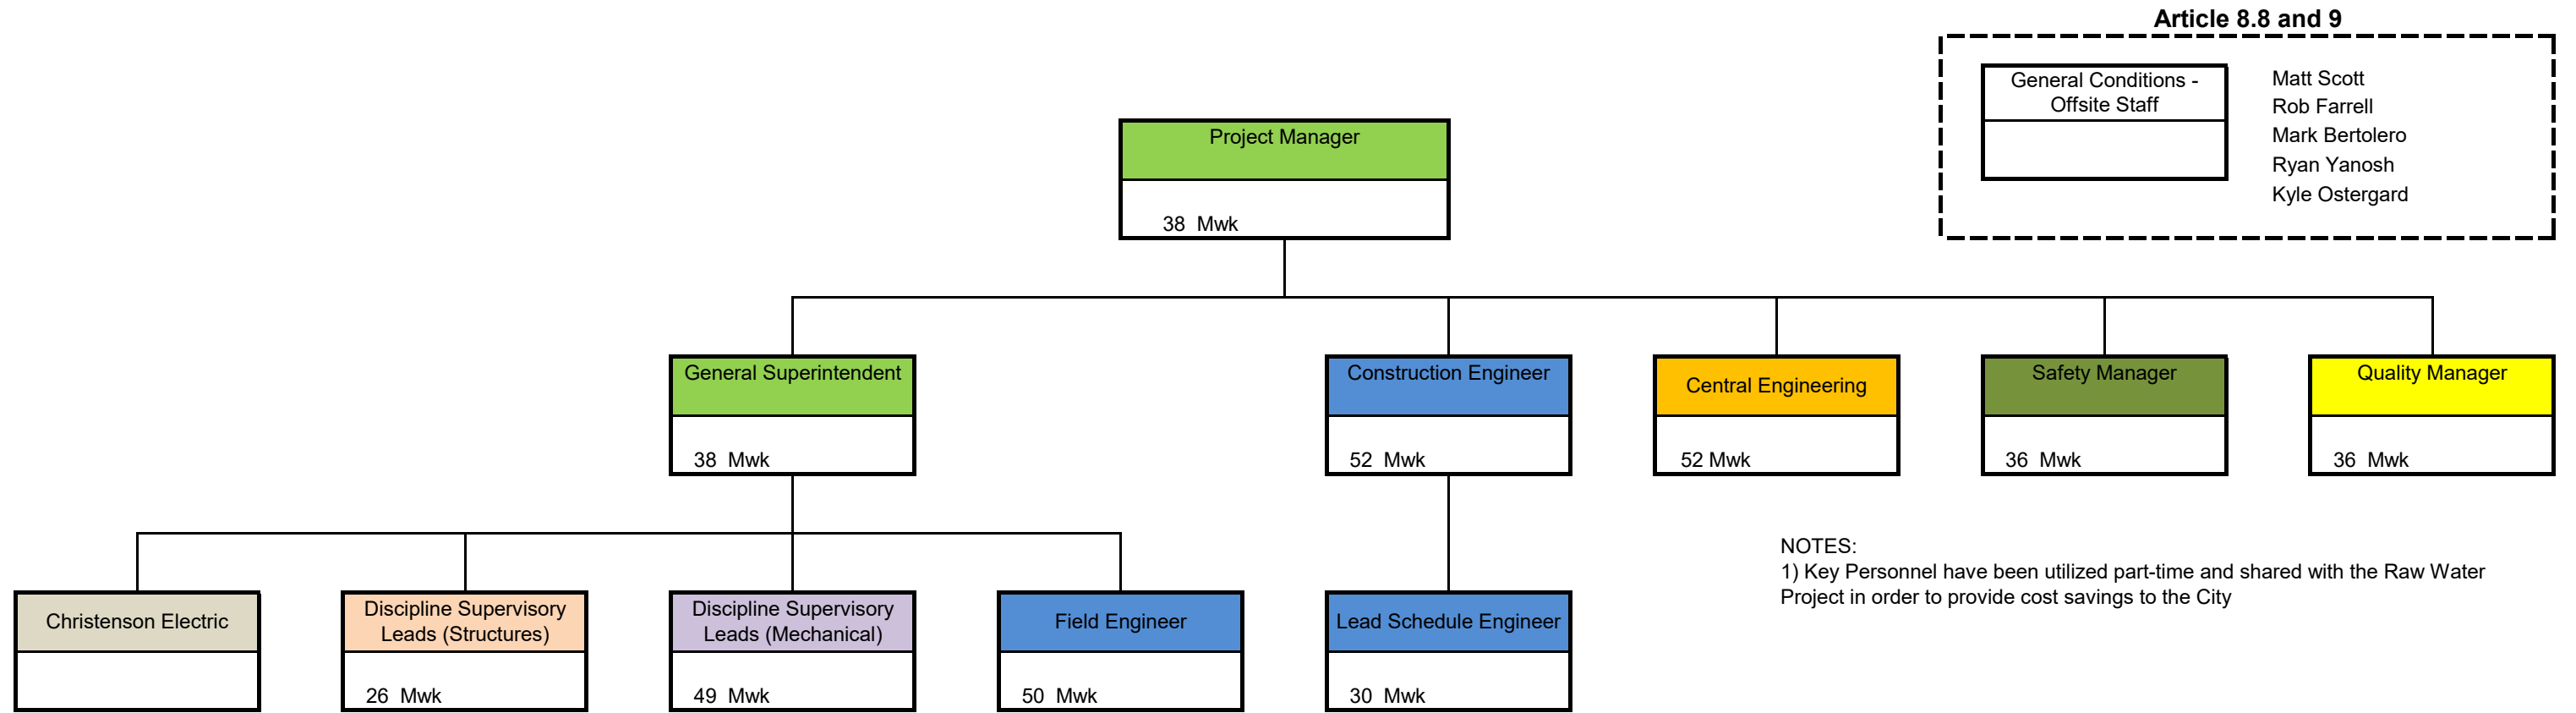 Article 8.8 and 9
General Conditions -
Offsite Staff
Matt Scott
Rob Farrell
Mark Bertolero
Ryan Yanosh
Kyle Ostergard
Project Manager
38  Mwk
General Superintendent
38  Mwk
Construction Engineer
52  Mwk
Central Engineering
52 Mwk
Safety Manager
36  Mwk
Quality Manager
36  Mwk
NOTES:
1) Key Personnel have been utilized part-time and shared with the Raw Water
Project in order to provide cost savings to the City
Christenson Electric
Discipline Supervisory
Leads (Structures)
26  Mwk
Discipline Supervisory
Leads (Mechanical)
49  Mwk
Field Engineer
50  Mwk
Lead Schedule Engineer
30  Mwk